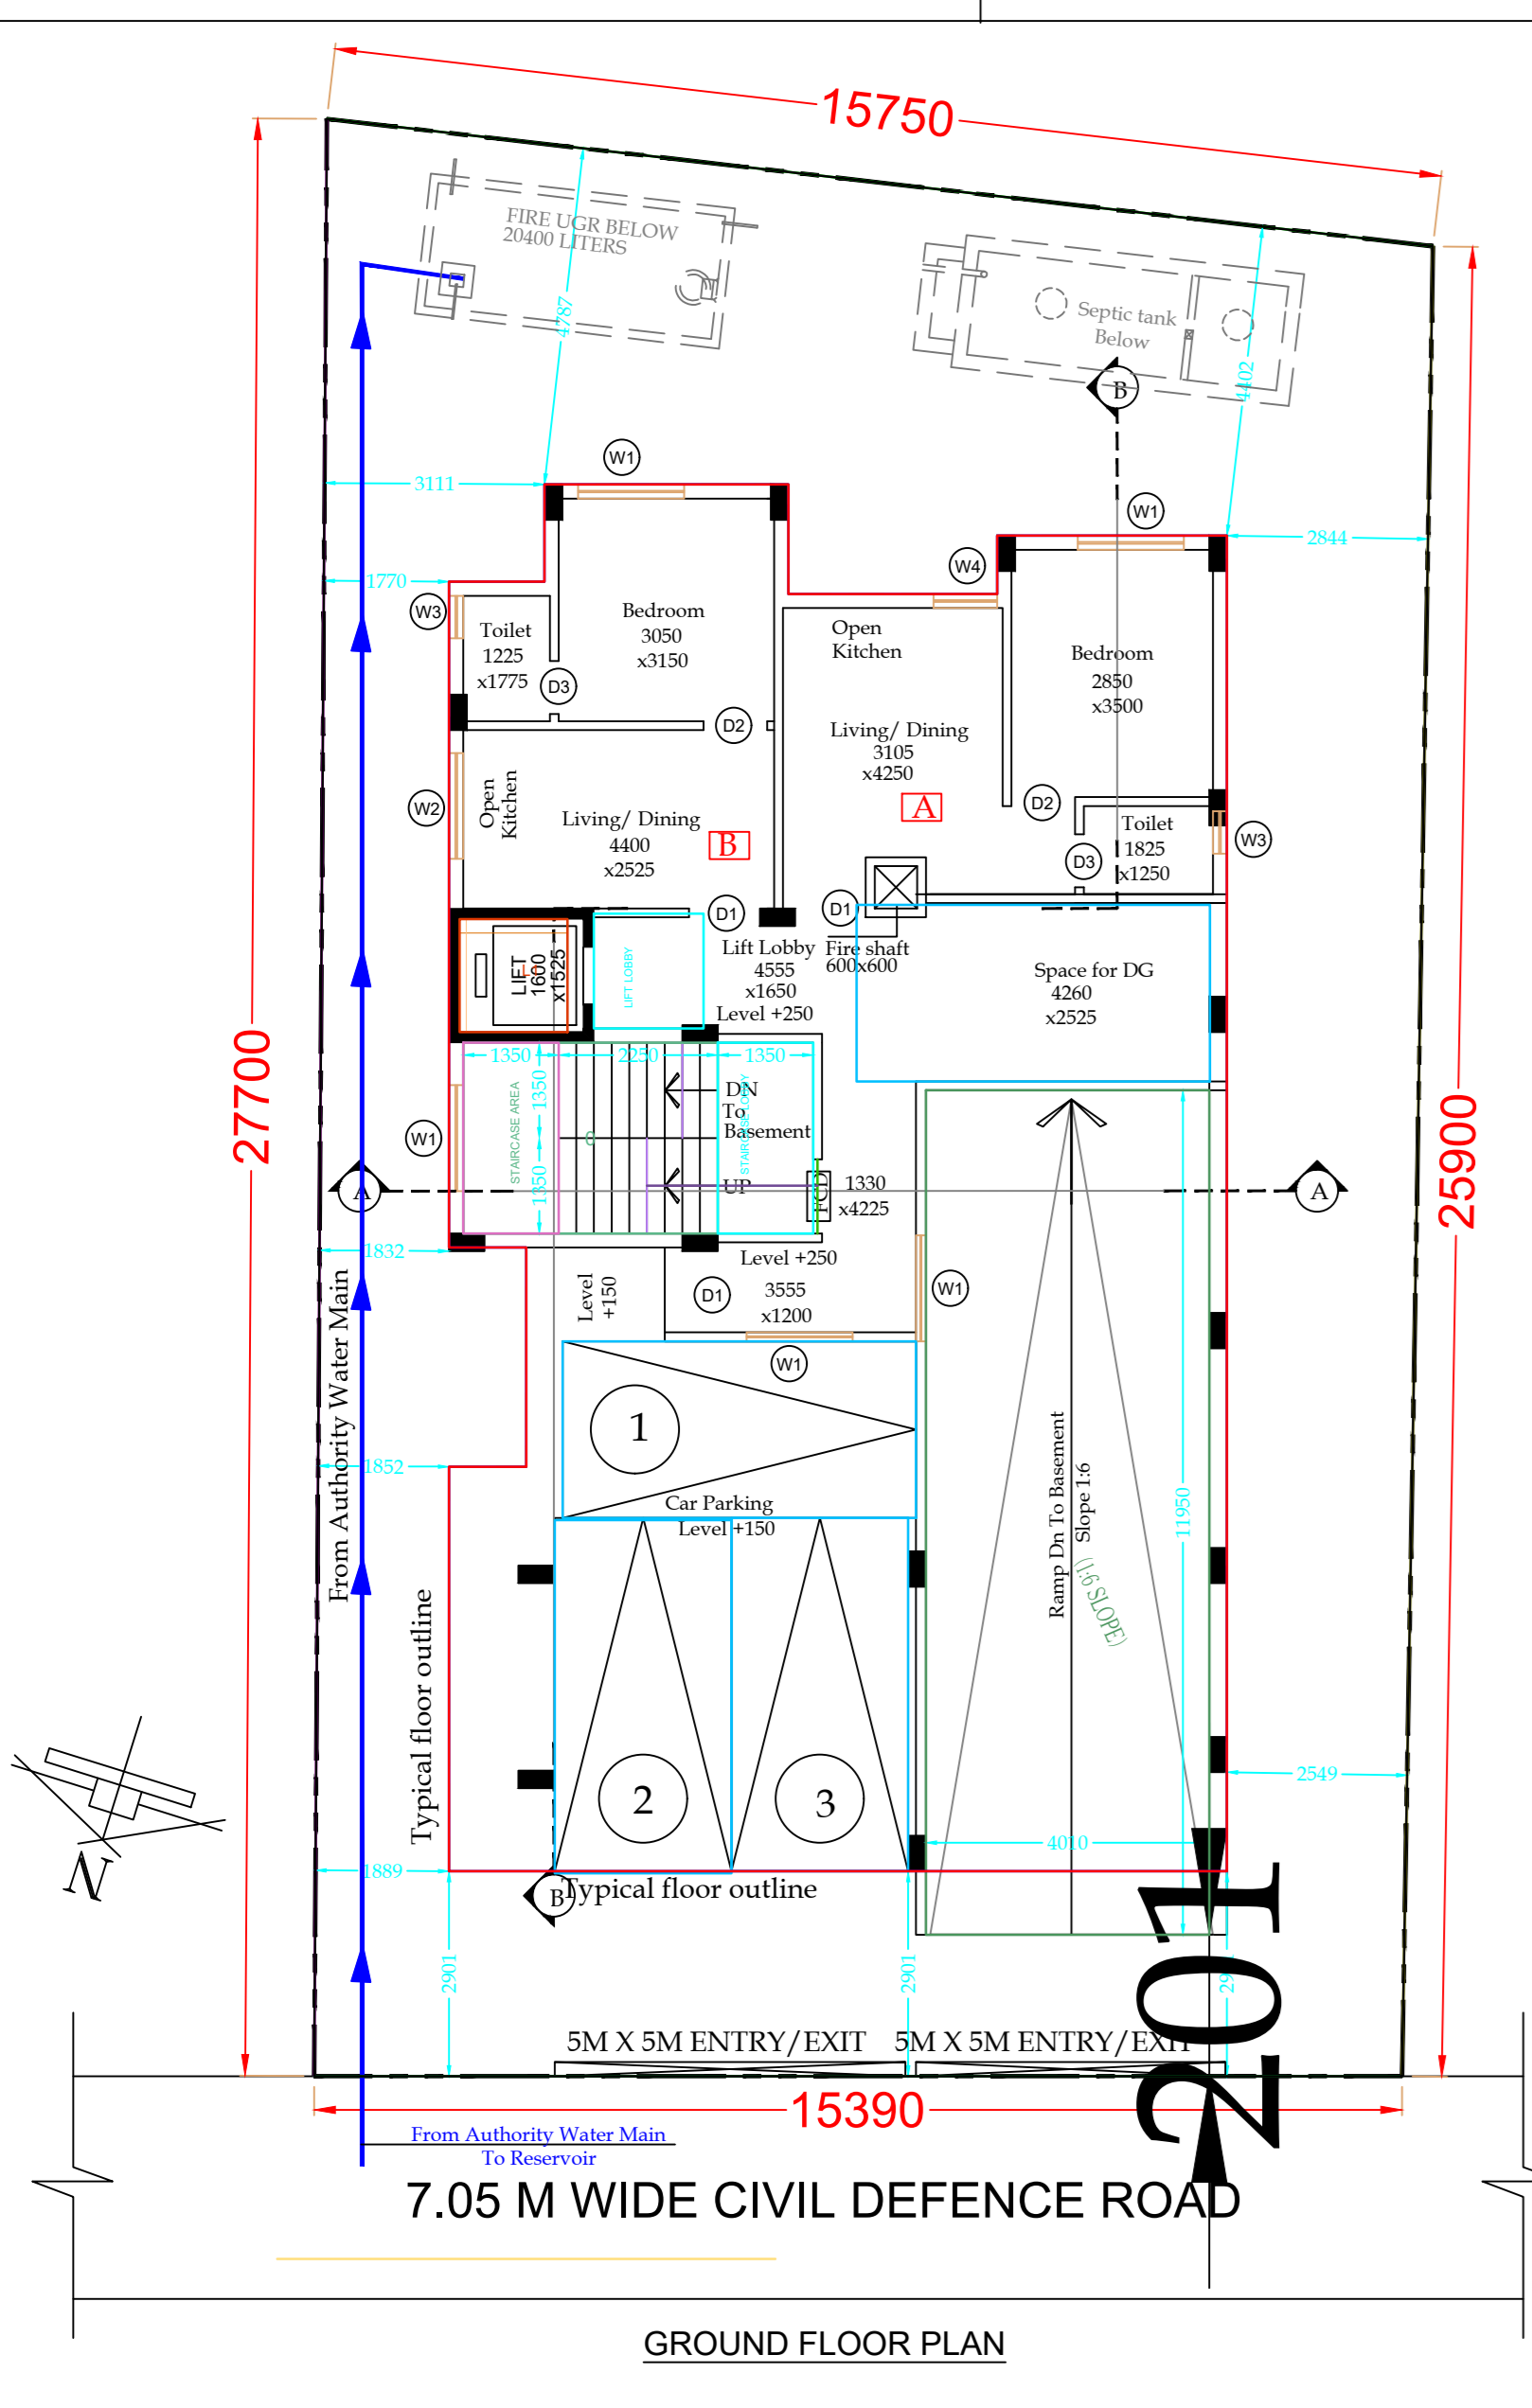 15750
FIRE UGR BELOW
20400 LITERS
4787
Septic tank
Below
4402
B
W1
3111
W1
2844
W4
1770
W3
Bedroom
3050
x3150
Toilet
1225
x1775
D3
Open
Kitchen
Bedroom
2850
x3500
D2
Living/ Dining
3105
x4250
W2
Open
Kitchen
Living/ Dining
4400
x2525
B
A
D2
Toilet
1825
x1250
D3
W3
D1
D1
LIFT
1600
x1525
LIFT LOBBY
Lift Lobby
4555
x1650
Level +250
Fire shaft
600x600
Space for DG
4260
x2525
27700
25900
1350
2250
1350
STAIRCASE AREA
1350
1350
DN
To
Basement
STAIRCASE LOBBY
UP
FCD
1330
x4225
W1
A
A
1832
Level +250
Level
+150
D1
3555
x1200
W1
W1
1
From Authority Water Main
1852
Car Parking
Level +150
Ramp Dn To Basement
Slope 1:6
(1:6 SLOPE)
11950
Typical floor outline
2
3
2549
4010
N
1889
B
Typical floor outline
2901
2901
201
5M X 5M ENTRY/EXIT
5M X 5M ENTRY/EXIT
15390
From Authority Water Main
To Reservoir
7.05 M WIDE CIVIL DEFENCE ROAD
GROUND FLOOR PLAN